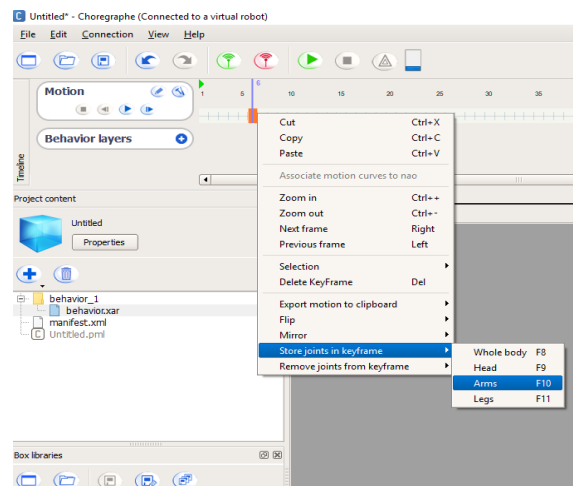 Untitled* - Choregraphe (Connected to a virtual robot)
File Edit Connection View Help
Motion
1 5 6 10 15 20 25 30 35
Behavior layers
Timeline
Cut Ctrl+X
Copy Ctrl+C
Paste Ctrl+V
Associate motion curves to nao
Zoom in Ctrl++
Zoom out Ctrl+-
Next frame Right
Previous frame Left
Selection
Delete KeyFrame Del
Export motion to clipboard
Flip
Mirror
Store joints in keyframe
Remove joints from keyframe
Whole body F8
Head F9
Arms F10
Legs F11
Project content
Untitled
Properties
behavior_1
behavior.xar
manifest.xml
Untitled.pml
Box libraries